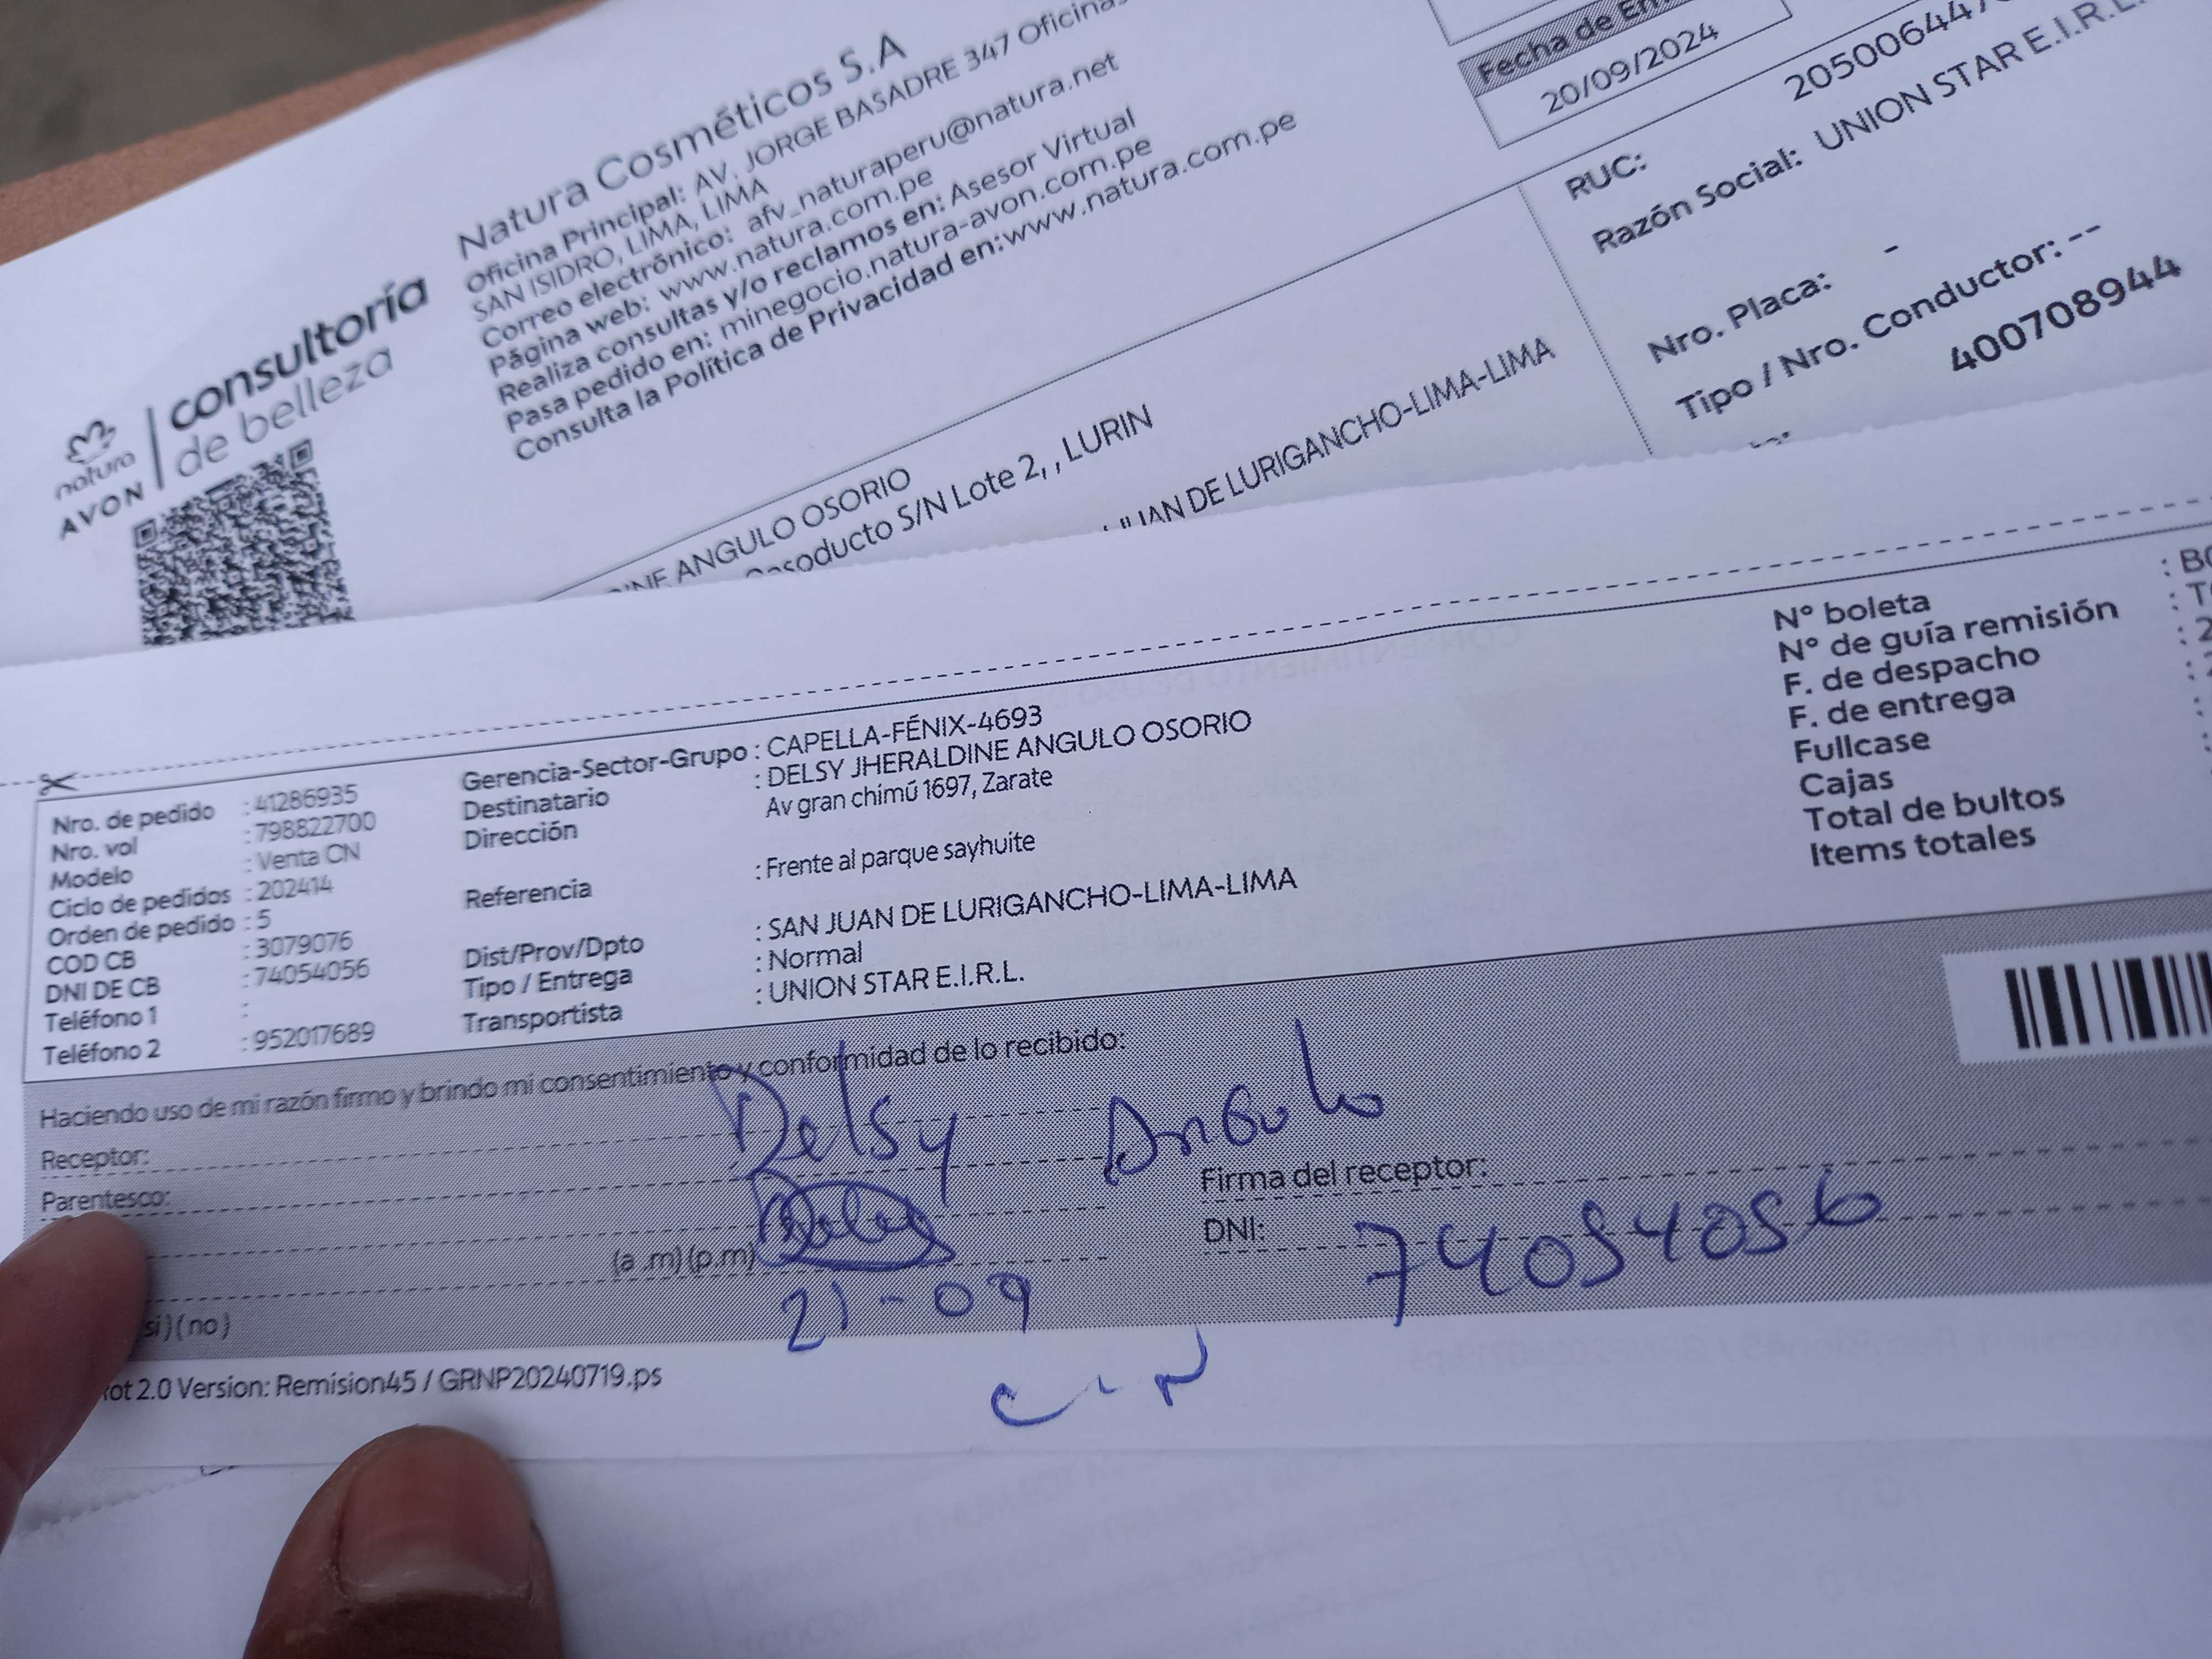 natura
AVON
consultoría
de belleza
Natura Cosméticos S.A
Oficina Principal: AV. JORGE BASADRE 347 Oficina
SAN ISIDRO, LIMA, LIMA
Correo electrónico: afv_naturaperu@natura.net
Página web: www.natura.com.pe
Realiza consultas y/o reclamos en: Asesor Virtual
Pasa pedido en: minegocio.natura-avon.com.pe
Consulta la Política de Privacidad en:www.natura.com.pe
Fecha de
20/09/2024
RUC:
Razón Social: UNION STAR E.I.R.L.
Nro. Placa: -
Tipo / Nro. Conductor: --
400708944
ANGULO OSORIO
S/N Lote 2, , LURIN
JUAN DE LURIGANCHO-LIMA-LIMA
Nro. de pedido : 41286935
Nro. vol : 798822700
Modelo : Venta CN
Ciclo de pedidos : 202414
Orden de pedido : 5
COD CB : 3079076
DNI DE CB : 74054056
Teléfono 1 :
Teléfono 2 : 952017689
Gerencia-Sector-Grupo : CAPELLA-FÉNIX-4693
Destinatario : DELSY JHERALDINE ANGULO OSORIO
Dirección Av gran chimú 1697, Zarate
Referencia : Frente al parque sayhuite
Dist/Prov/Dpto : SAN JUAN DE LURIGANCHO-LIMA-LIMA
Tipo / Entrega : Normal
Transportista : UNION STAR E.I.R.L.
N° boleta
N° de guía remisión
F. de despacho
F. de entrega
Fullcase
Cajas
Total de bultos
Items totales
Haciendo uso de mi razón firmo y brindo mi consentimiento y conformidad de lo recibido:
Receptor: Delsy Angulo
Parentesco:
Firma del receptor:
(a .m) (p.m)
DNI: 74054056
21-09
si) ( no )
2.0 Version: Remision45 / GRNP20240719.ps